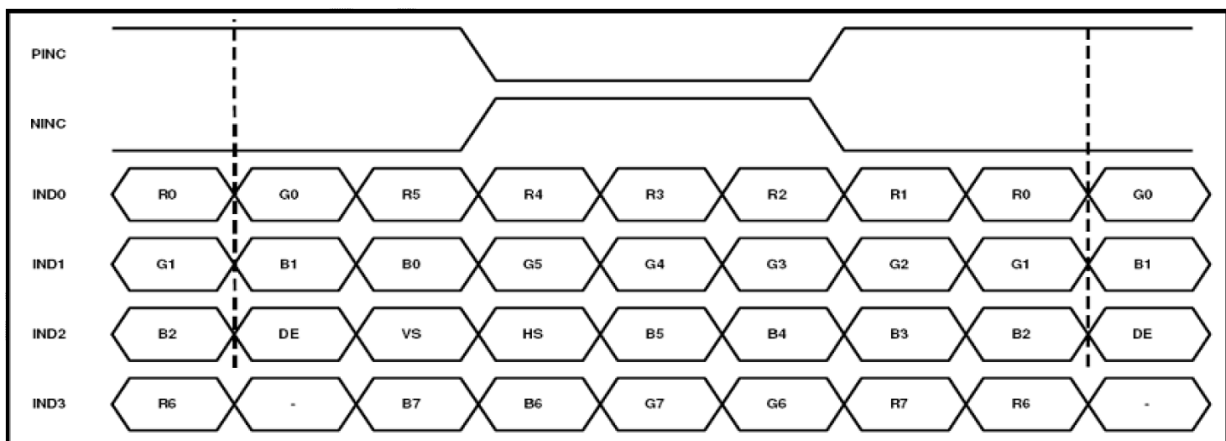 PINC
NINC
IND0 R0 G0 R5 R4 R3 R2 R1 R0 G0
IND1 G1 B1 B0 G5 G4 G3 G2 G1 B1
IND2 B2 DE VS HS B5 B4 B3 B2 DE
IND3 R6 - B7 B6 G7 G6 R7 R6 -